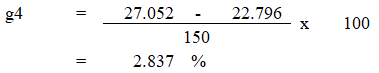 g4 = 27.052 - 22.796
150 x 100
= 2.837 %